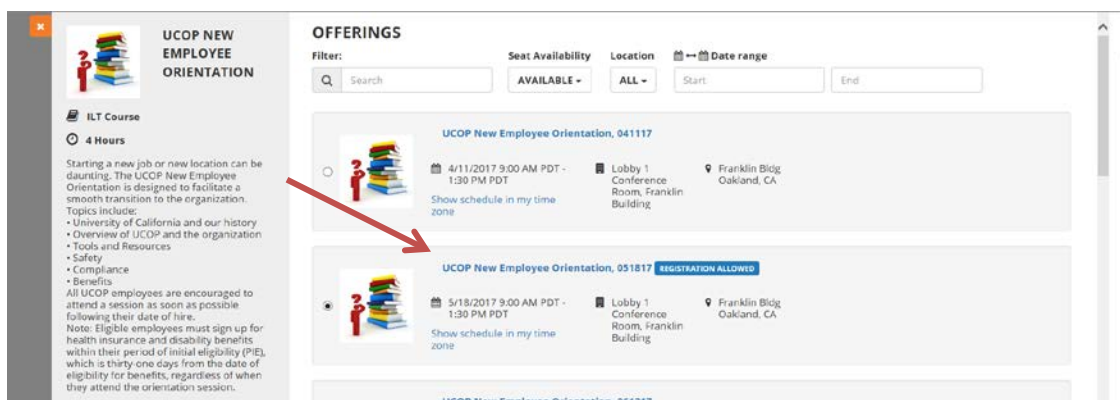 UCOP NEW
EMPLOYEE
ORIENTATION
ILT Course
4 Hours
Starting a new job or new location can be
daunting. The UCOP New Employee
Orientation is designed to facilitate a
smooth transition to the organization.
Topics include:
• University of California and our history
• Overview of UCOP and the organization
• Tools and Resources
• Safety
• Compliance
• Benefits
All UCOP employees are encouraged to
attend a session as soon as possible
following their date of hire.
Note: Eligible employees must sign up for
health insurance and disability benefits
within their period of initial eligibility (PIE),
which is thirty-one days from the date of
eligibility for benefits, regardless of when
they attend the orientation session.
OFFERINGS
Filter:
Seat Availability
Location
Date range
Search
AVAILABLE
ALL
Start
End
UCOP New Employee Orientation, 041117
4/11/2017 9:00 AM PDT -
1:30 PM PDT
Show schedule in my time
zone
Lobby 1
Conference
Room, Franklin
Building
Franklin Bldg
Oakland, CA
UCOP New Employee Orientation, 051817 REGISTRATION ALLOWED
5/18/2017 9:00 AM PDT -
1:30 PM PDT
Show schedule in my time
zone
Lobby 1
Conference
Room, Franklin
Building
Franklin Bldg
Oakland, CA
UCOP New Employee Orientation,